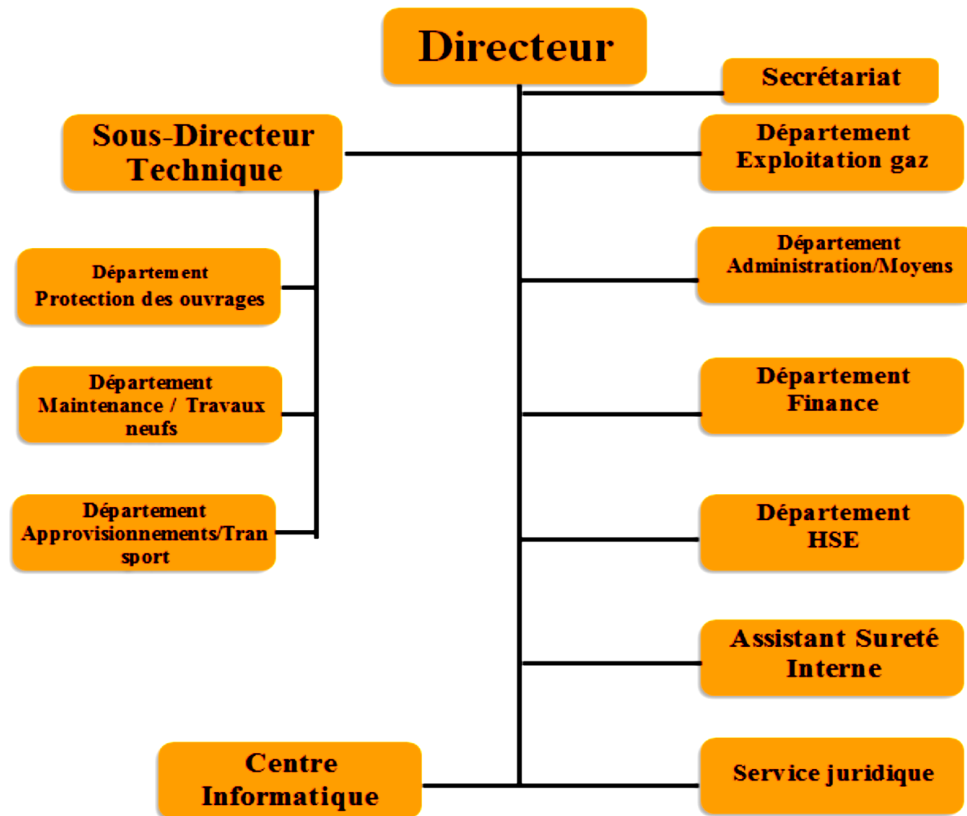 Directeur
Secrétariat
Sous-Directeur
Technique
Département
Exploitation gaz
Département
Administration/Moyens
Département
Protection des ouvrages
Département
Maintenance / Travaux
neufs
Département
Finance
Département
Approvisionnements/Tran
sport
Département
HSE
Assistant Sureté
Interne
Centre
Informatique
Service juridique